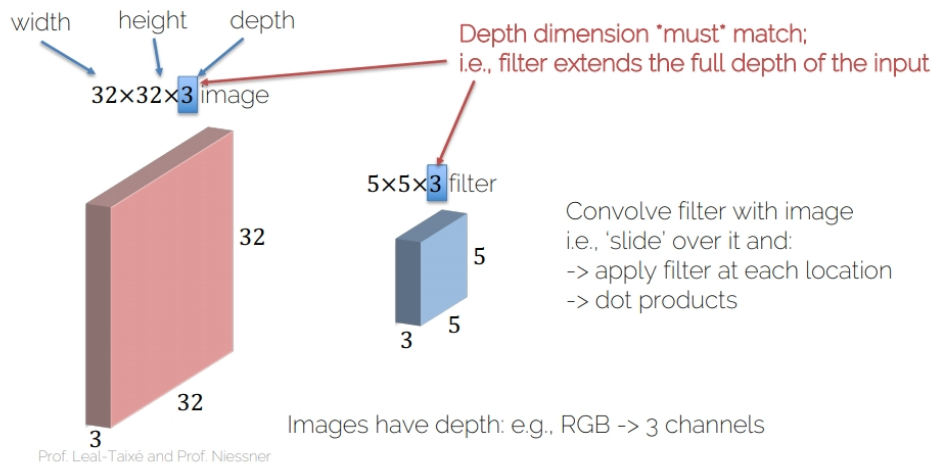 width height depth
Depth dimension *must* match;
i.e., filter extends the full depth of the input
32×32×3 image
5×5×3 filter
32
5
Convolve filter with image
i.e., 'slide' over it and:
-> apply filter at each location
-> dot products
5
3
32
3
Images have depth: e.g., RGB -> 3 channels
Prof. Leal-Taixé and Prof. Niessner